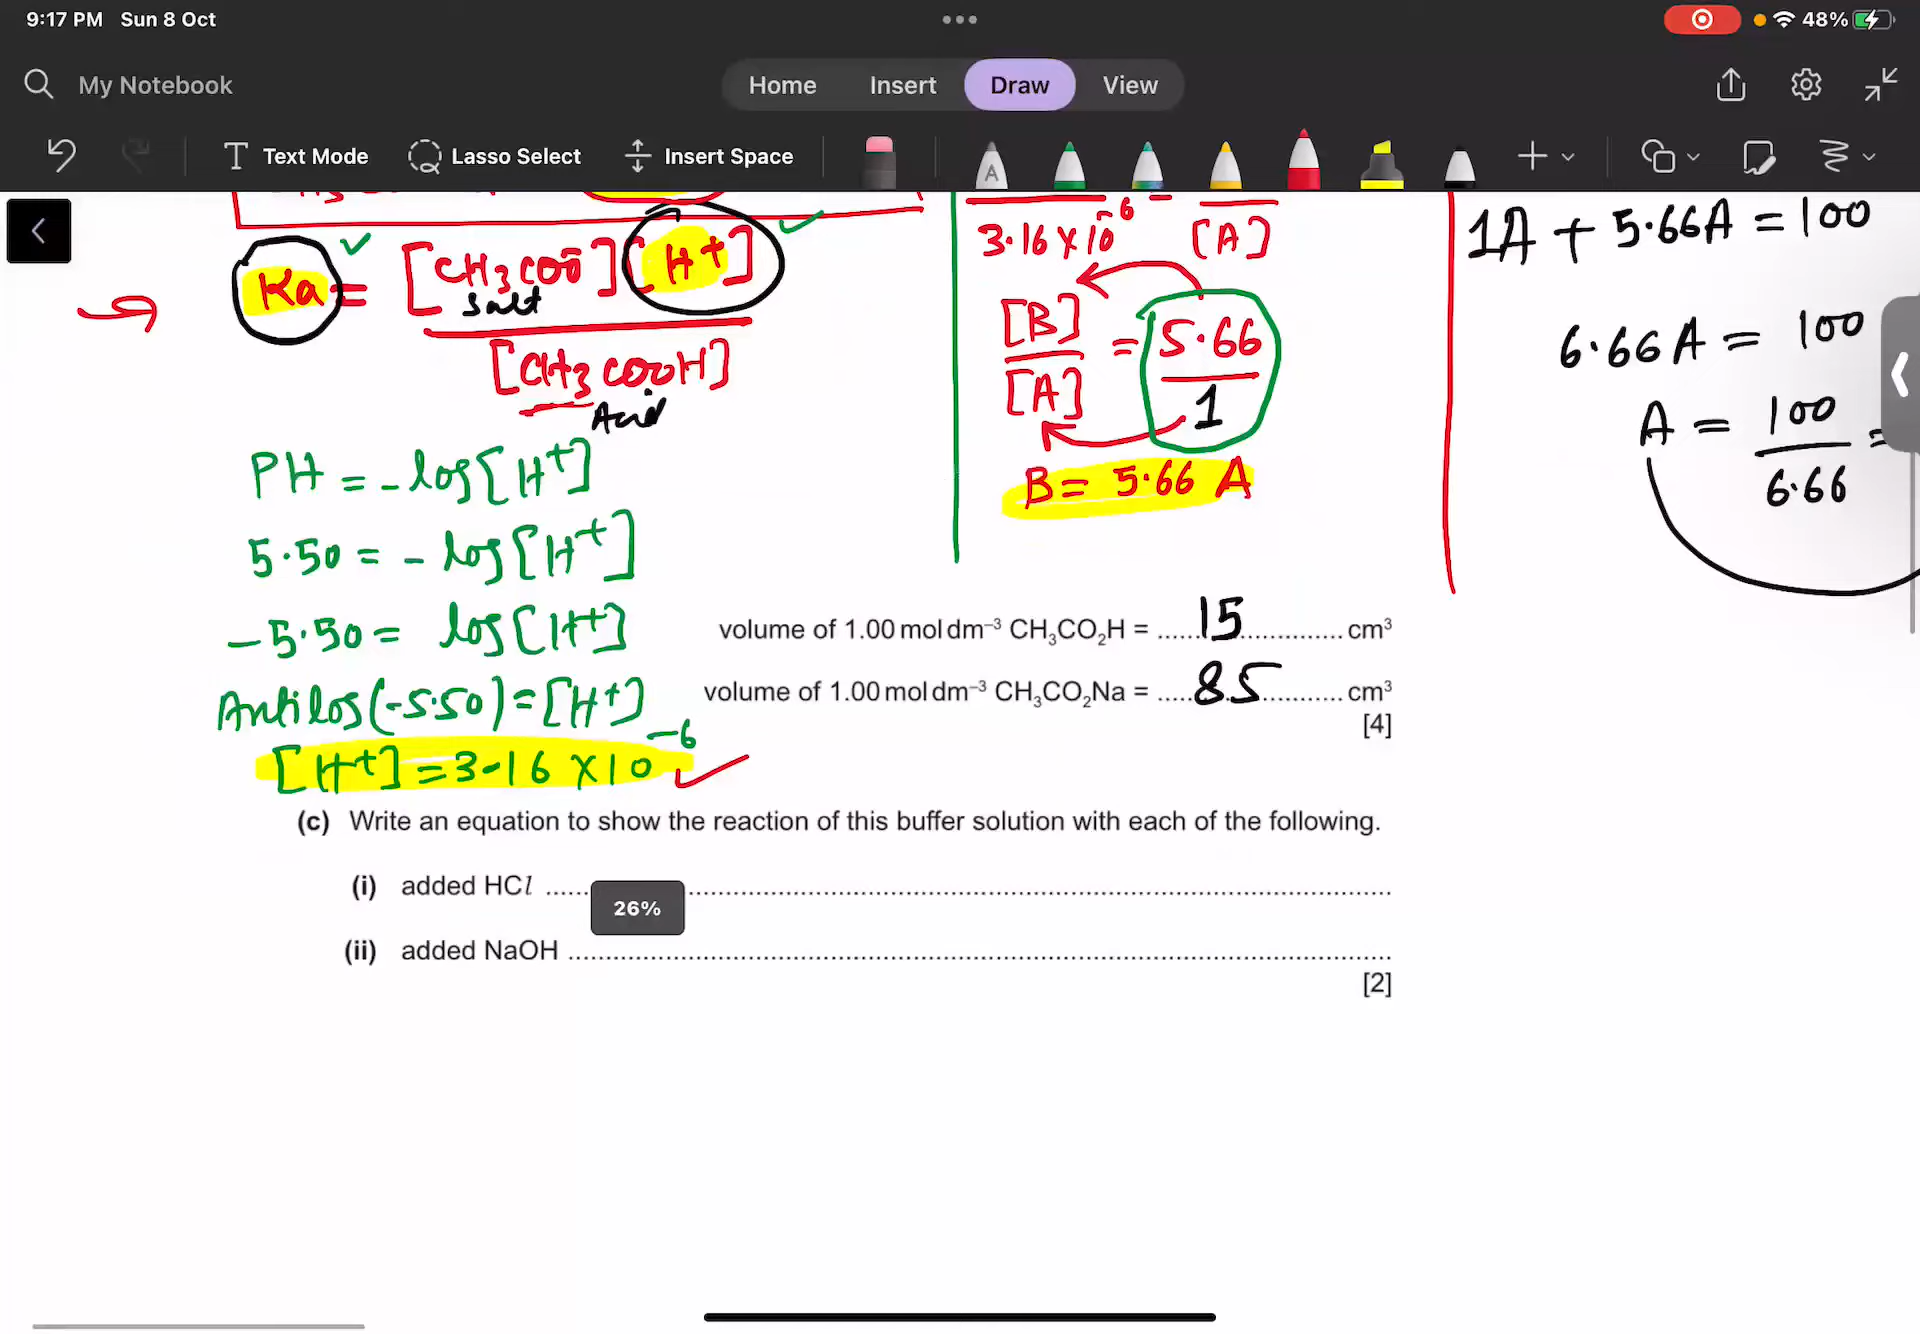 9:17 PM Sun 8 Oct
48%
My Notebook
Home Insert Draw View
Text Mode Lasso Select Insert Space
A
Ka = [CH3COO⁻][H+]
salt
[CH3COOH]
Acid
PH = -log[H+]
5.50 = - log[H+]
-5.50 = log[H+]
Antilog(-5.50) = [H+]
[H+] = 3.16 X10⁻⁶
3.16 X 10⁻⁶ [A]
[B] = 5.66
[A] 1
B = 5.66 A
1A + 5.66A = 100
6.66A = 100
A = 100 =
6.66
volume of 1.00 mol dm⁻³ CH₃CO₂H = ......15.................. cm³
volume of 1.00 mol dm⁻³ CH₃CO₂Na = .....85.................. cm³
[4]
(c) Write an equation to show the reaction of this buffer solution with each of the following.
(i) added HCl ......
26%
(ii) added NaOH ......
[2]